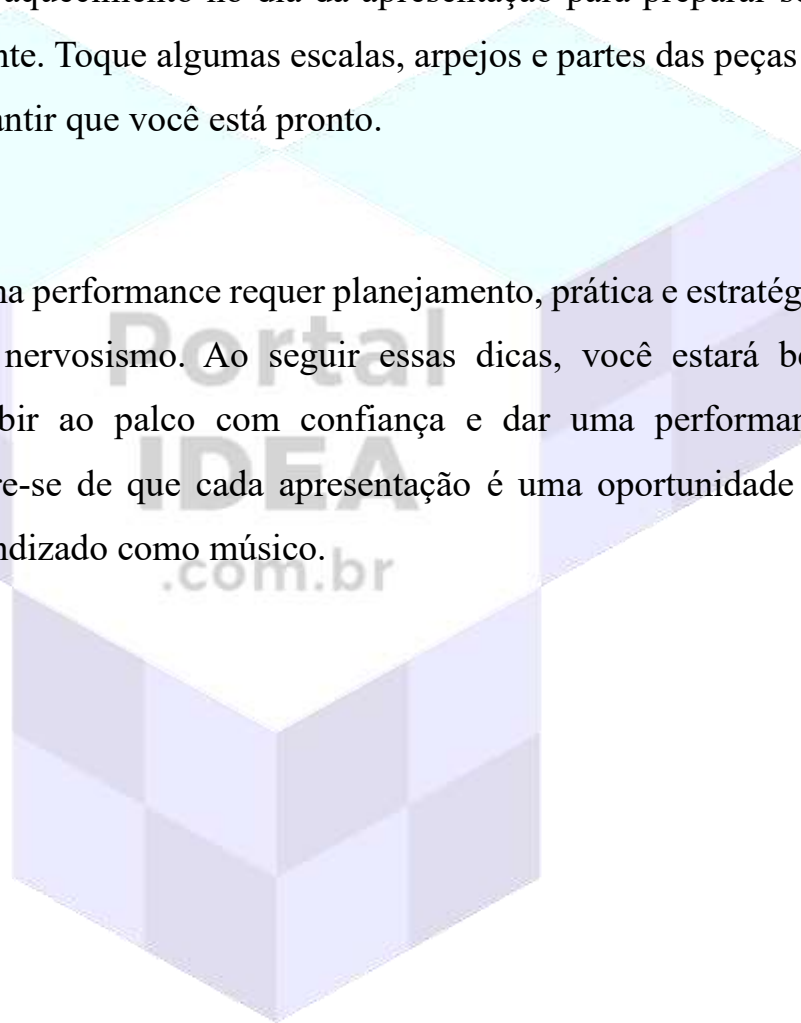 aquecimento no dia da apresentação para preparar
nte. Toque algumas escalas, arpejos e partes das peças
antir que você está pronto.
na performance requer planejamento, prática e estratég
nervosismo. Ao seguir essas dicas, você estará be
bir ao palco com confiança e dar uma performan
re-se de que cada apresentação é uma oportunidade
ndizado como músico.
Portal
IDEA
.com.br